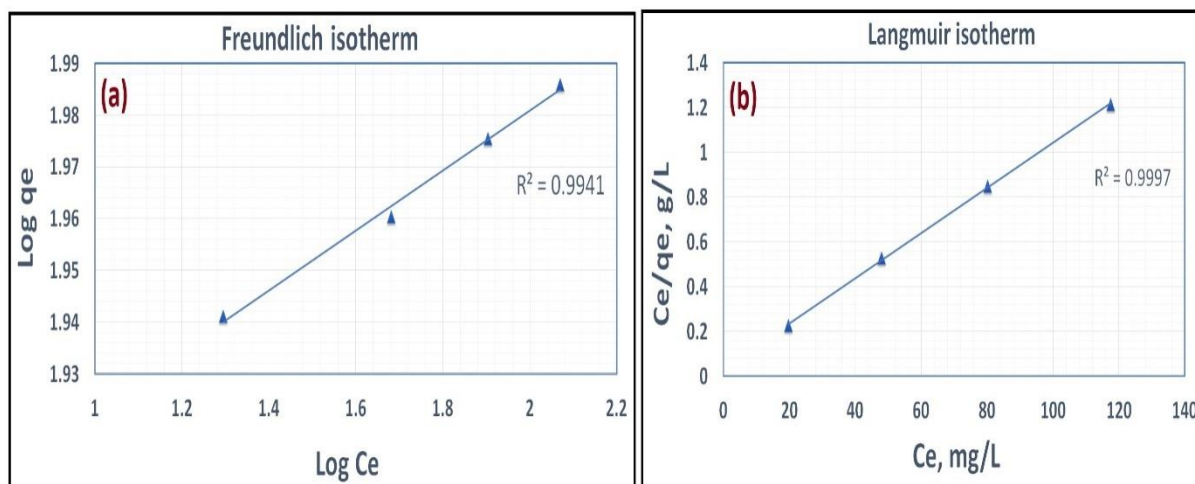 Freundlich isotherm
(a)
Log qe
1.99
1.98
1.97
1.96
1.95
1.94
1.93
R² = 0.9941
1 1.2 1.4 1.6 1.8 2 2.2
Log Ce
Langmuir isotherm
(b)
Ce/qe, g/L
1.4
1.2
1
0.8
0.6
0.4
0.2
0
R² = 0.9997
0 20 40 60 80 100 120 140
Ce, mg/L